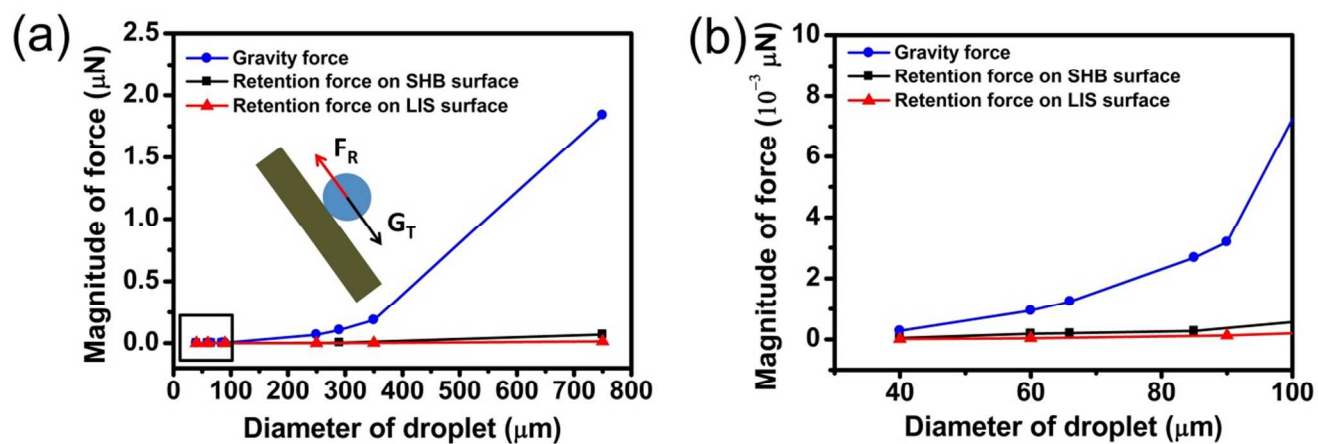 (a)
2.5
2.0
1.5
1.0
0.5
0.0
Magnitude of force (μN)
Gravity force
Retention force on SHB surface
Retention force on LIS surface
F_R
G_T
0 100 200 300 400 500 600 700 800
Diameter of droplet (μm)
(b)
10
8
6
4
2
0
Magnitude of force (10⁻³ μN)
Gravity force
Retention force on SHB surface
Retention force on LIS surface
40 60 80 100
Diameter of droplet (μm)